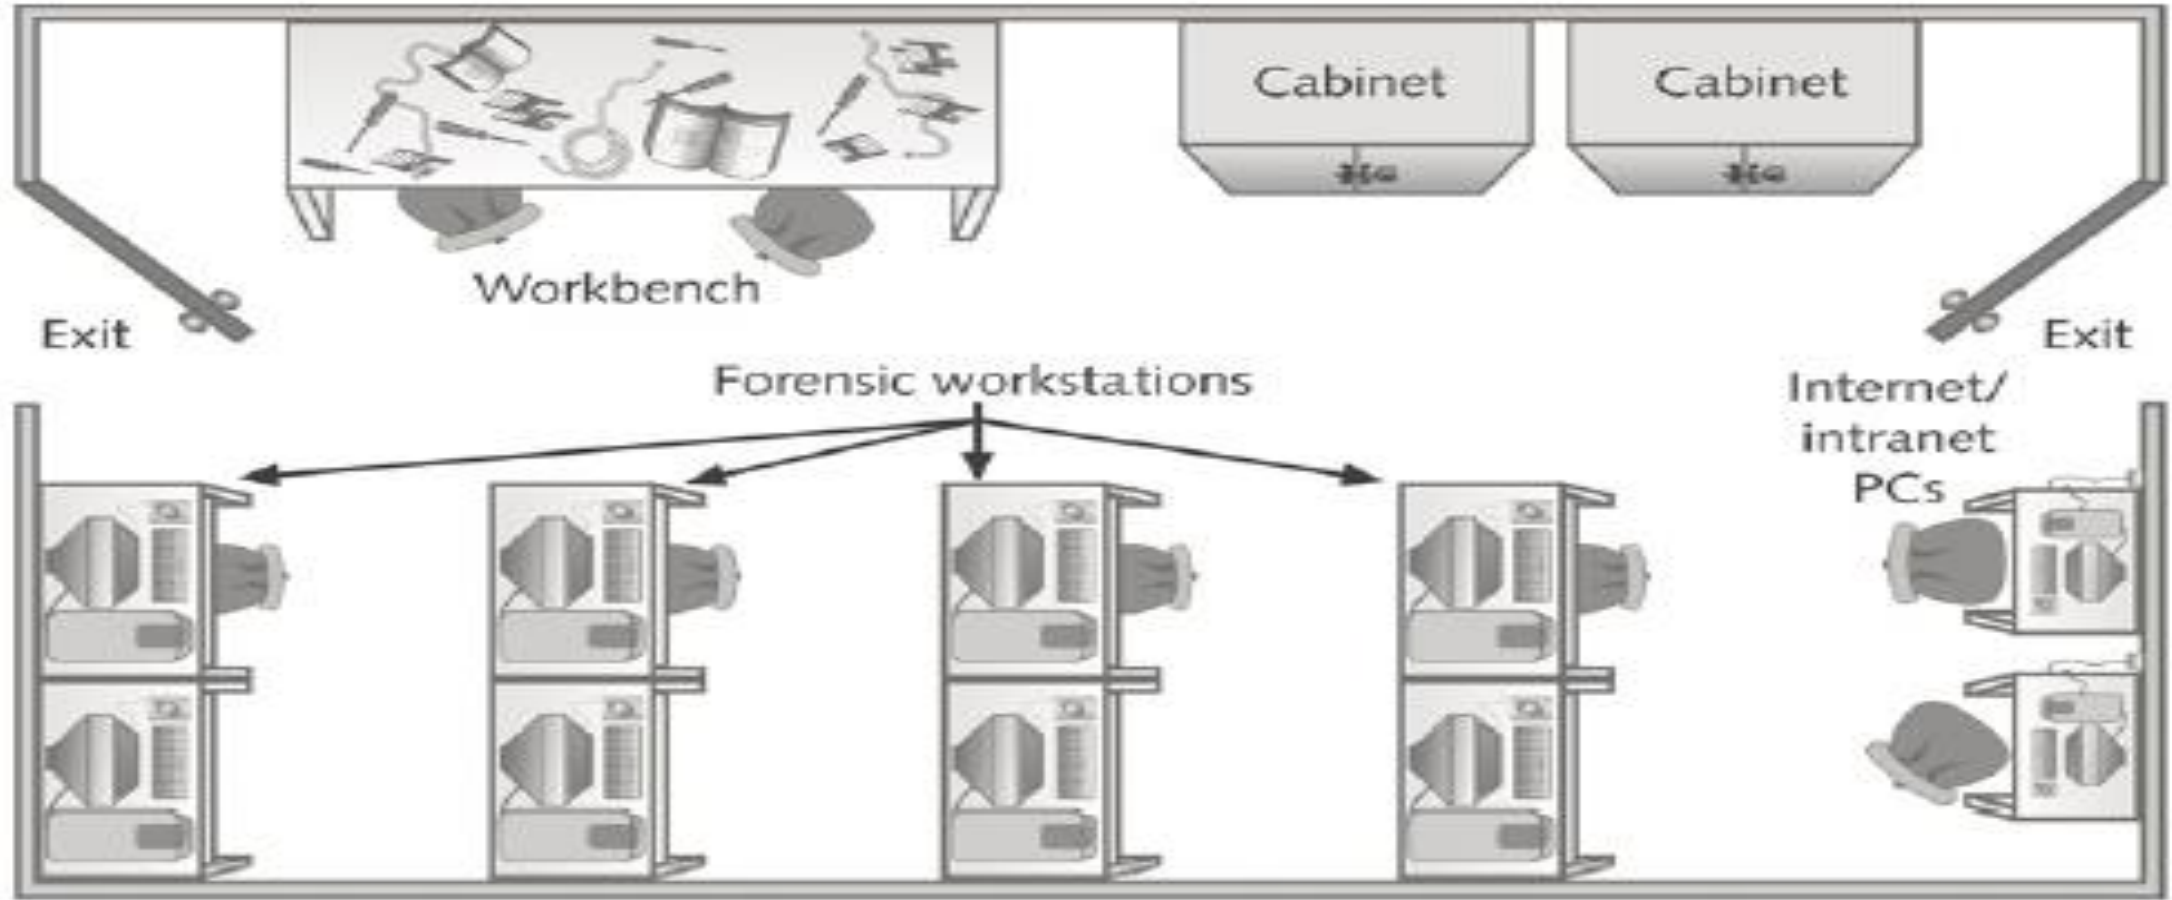 Cabinet
Cabinet
Workbench
Exit
Exit
Forensic workstations
Internet/
intranet
PCs